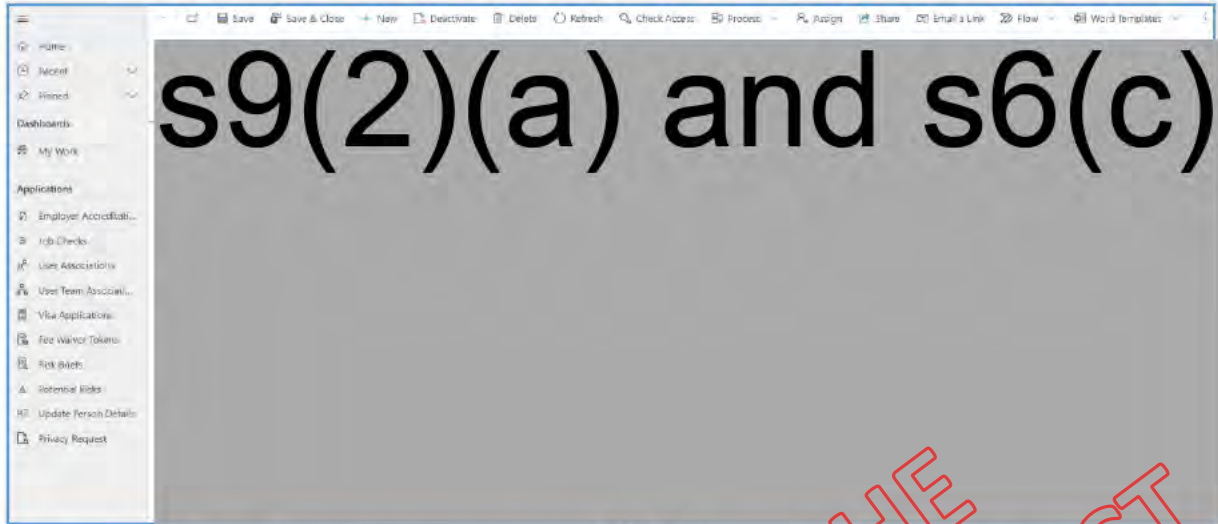 Save Save & Close New Deactivate Delete Refresh Check Access Process Assign Share Email a Link Flow Word Templates
Home
Recent
Pinned
Dashboards
My Work
Applications
Employer Accreditati...
Job Checks
User Associations
User Team Associati...
Visa Applications
Fee Waiver Tokens
Risk Briefs
Potential Risks
Update Person Details
Privacy Request
s9(2)(a) and s6(c)
THE